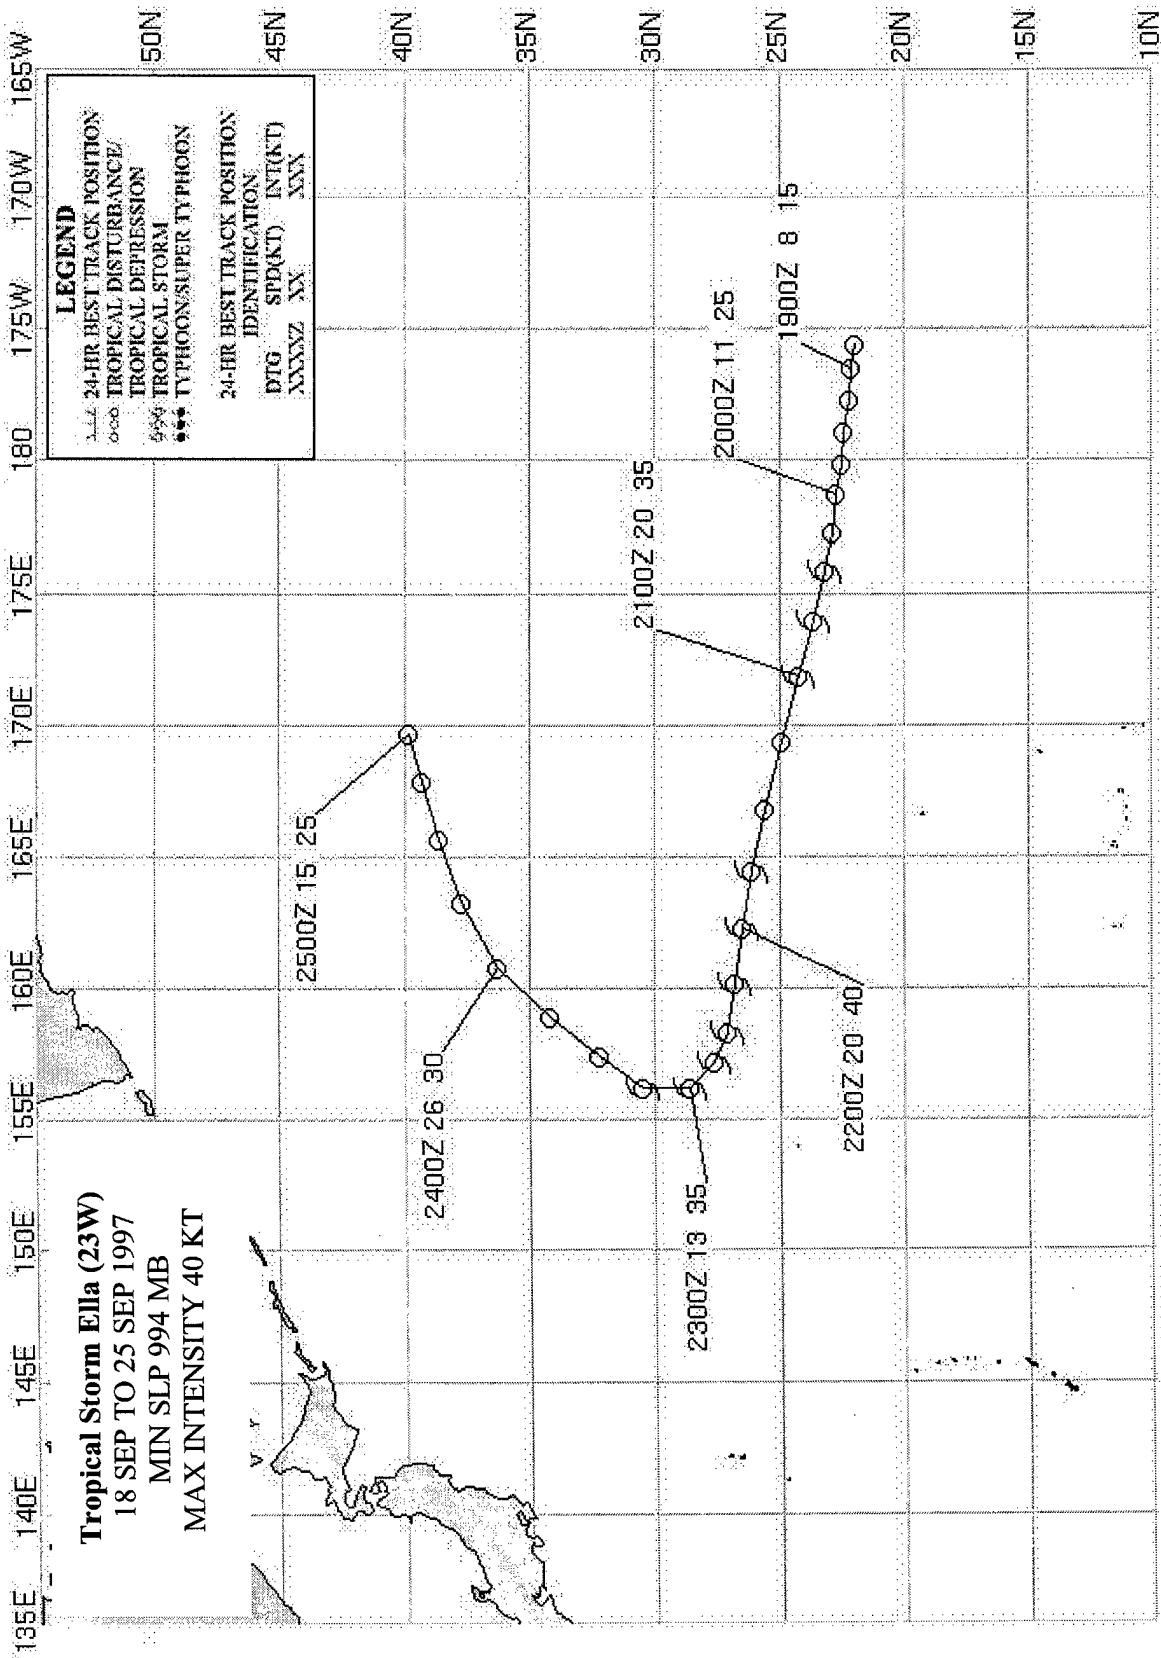 Tropical Storm Ella (23W)
18 SEP TO 25 SEP 1997
MIN SLP 994 MB
MAX INTENSITY 40 KT
LEGEND
24-HR BEST TRACK POSITION
TROPICAL DISTURBANCE/
TROPICAL DEPRESSION
TROPICAL STORM
TYPHOON/SUPER TYPHOON
24-HR BEST TRACK POSITION
IDENTIFICATION
DTG SPD(KT) INT(KT)
XXXXZ XX XXX
135E 140E 145E 150E 155E 160E 165E 170E 175E 180 175W 170W 165W
50N
45N
40N
35N
30N
25N
20N
15N
10N
2500Z 15 25
2400Z 26 30
2300Z 13 35
2200Z 20 40
2100Z 20 35
2000Z 11 25
1900Z 8 15